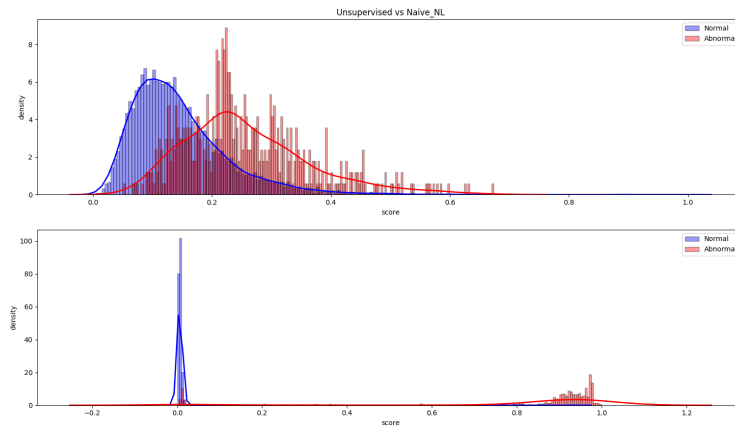 Unsupervised vs Naive_NL
Normal
Abnormal
density
8
6
4
2
0
0.0 0.2 0.4 0.6 0.8 1.0
score
Normal
Abnormal
density
100
80
60
40
20
0
−0.2 0.0 0.2 0.4 0.6 0.8 1.0 1.2
score